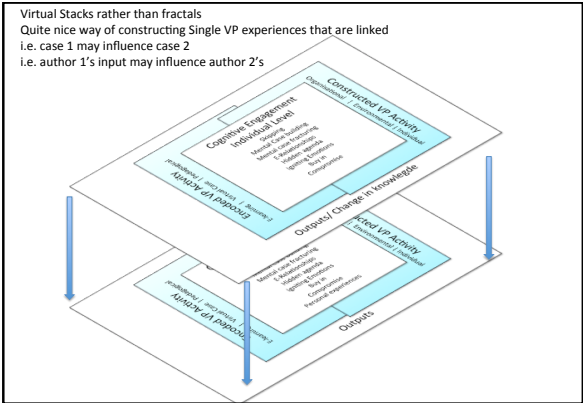 Virtual Stacks rather than fractals
Quite nice way of constructing Single VP experiences that are linked
i.e. case 1 may influence case 2
i.e. author 1's input may influence author 2's
Constructed VP Activity
Organisational | Environmental | Individual
Cognitive Engagement
Individual Level
Skipping
Mental Case building
Mental case fracturing
E-Relationships
Hidden Agenda
Igniting Emotions
Buy in
Compromise
Encoded VP Activity
E-learning | Virtual Case | Pedagogical
Outputs/ Change in knowlegde
cted VP Activity
Environmental | Individual
Mental case fracturing
E-Relationships
Hidden Agenda
Igniting Emotions
Buy in
Compromise
Personal experiences
Encoded VP Activity
E-learning | Virtual Case |
Outputs